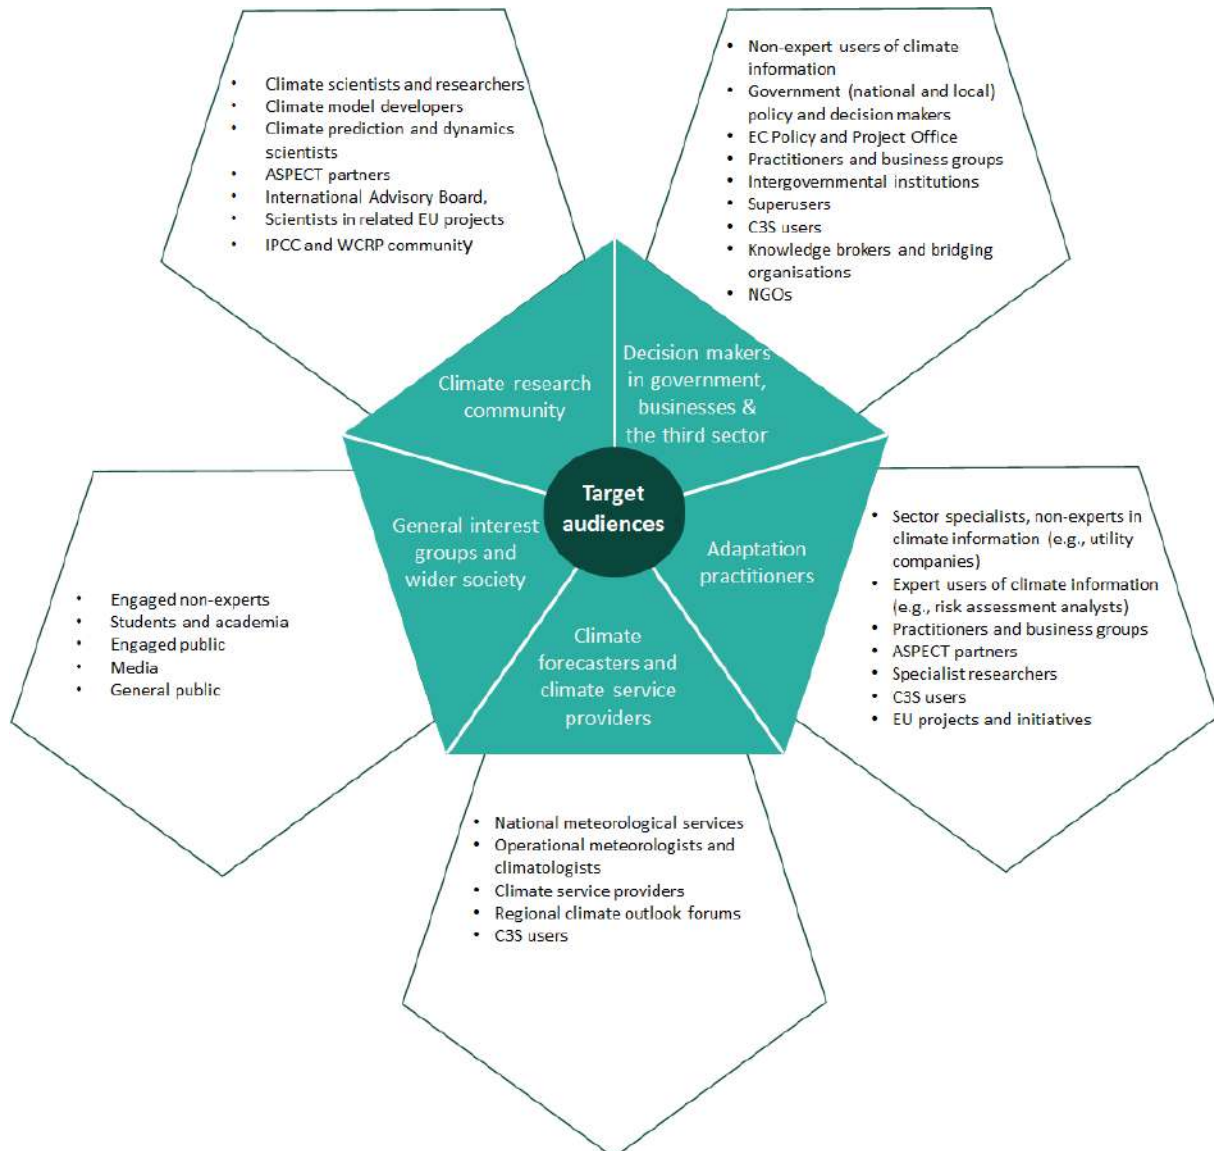 • Climate scientists and researchers
• Climate model developers
• Climate prediction and dynamics
scientists
• ASPECT partners
• International Advisory Board,
• Scientists in related EU projects
• IPCC and WCRP community
• Non-expert users of climate
information
• Government (national and local)
policy and decision makers
• EC Policy and Project Office
• Practitioners and business groups
• Intergovernmental institutions
• Superusers
• C3S users
• Knowledge brokers and bridging
organisations
• NGOs
Climate research
community
Decision makers
in government,
businesses &
the third sector
Target
audiences
General interest
groups and
wider society
Adaptation
practitioners
Climate
forecasters and
climate service
providers
• Engaged non-experts
• Students and academia
• Engaged public
• Media
• General public
• Sector specialists, non-experts in
climate information (e.g., utility
companies)
• Expert users of climate information
(e.g., risk assessment analysts)
• Practitioners and business groups
• ASPECT partners
• Specialist researchers
• C3S users
• EU projects and initiatives
• National meteorological services
• Operational meteorologists and
climatologists
• Climate service providers
• Regional climate outlook forums
• C3S users